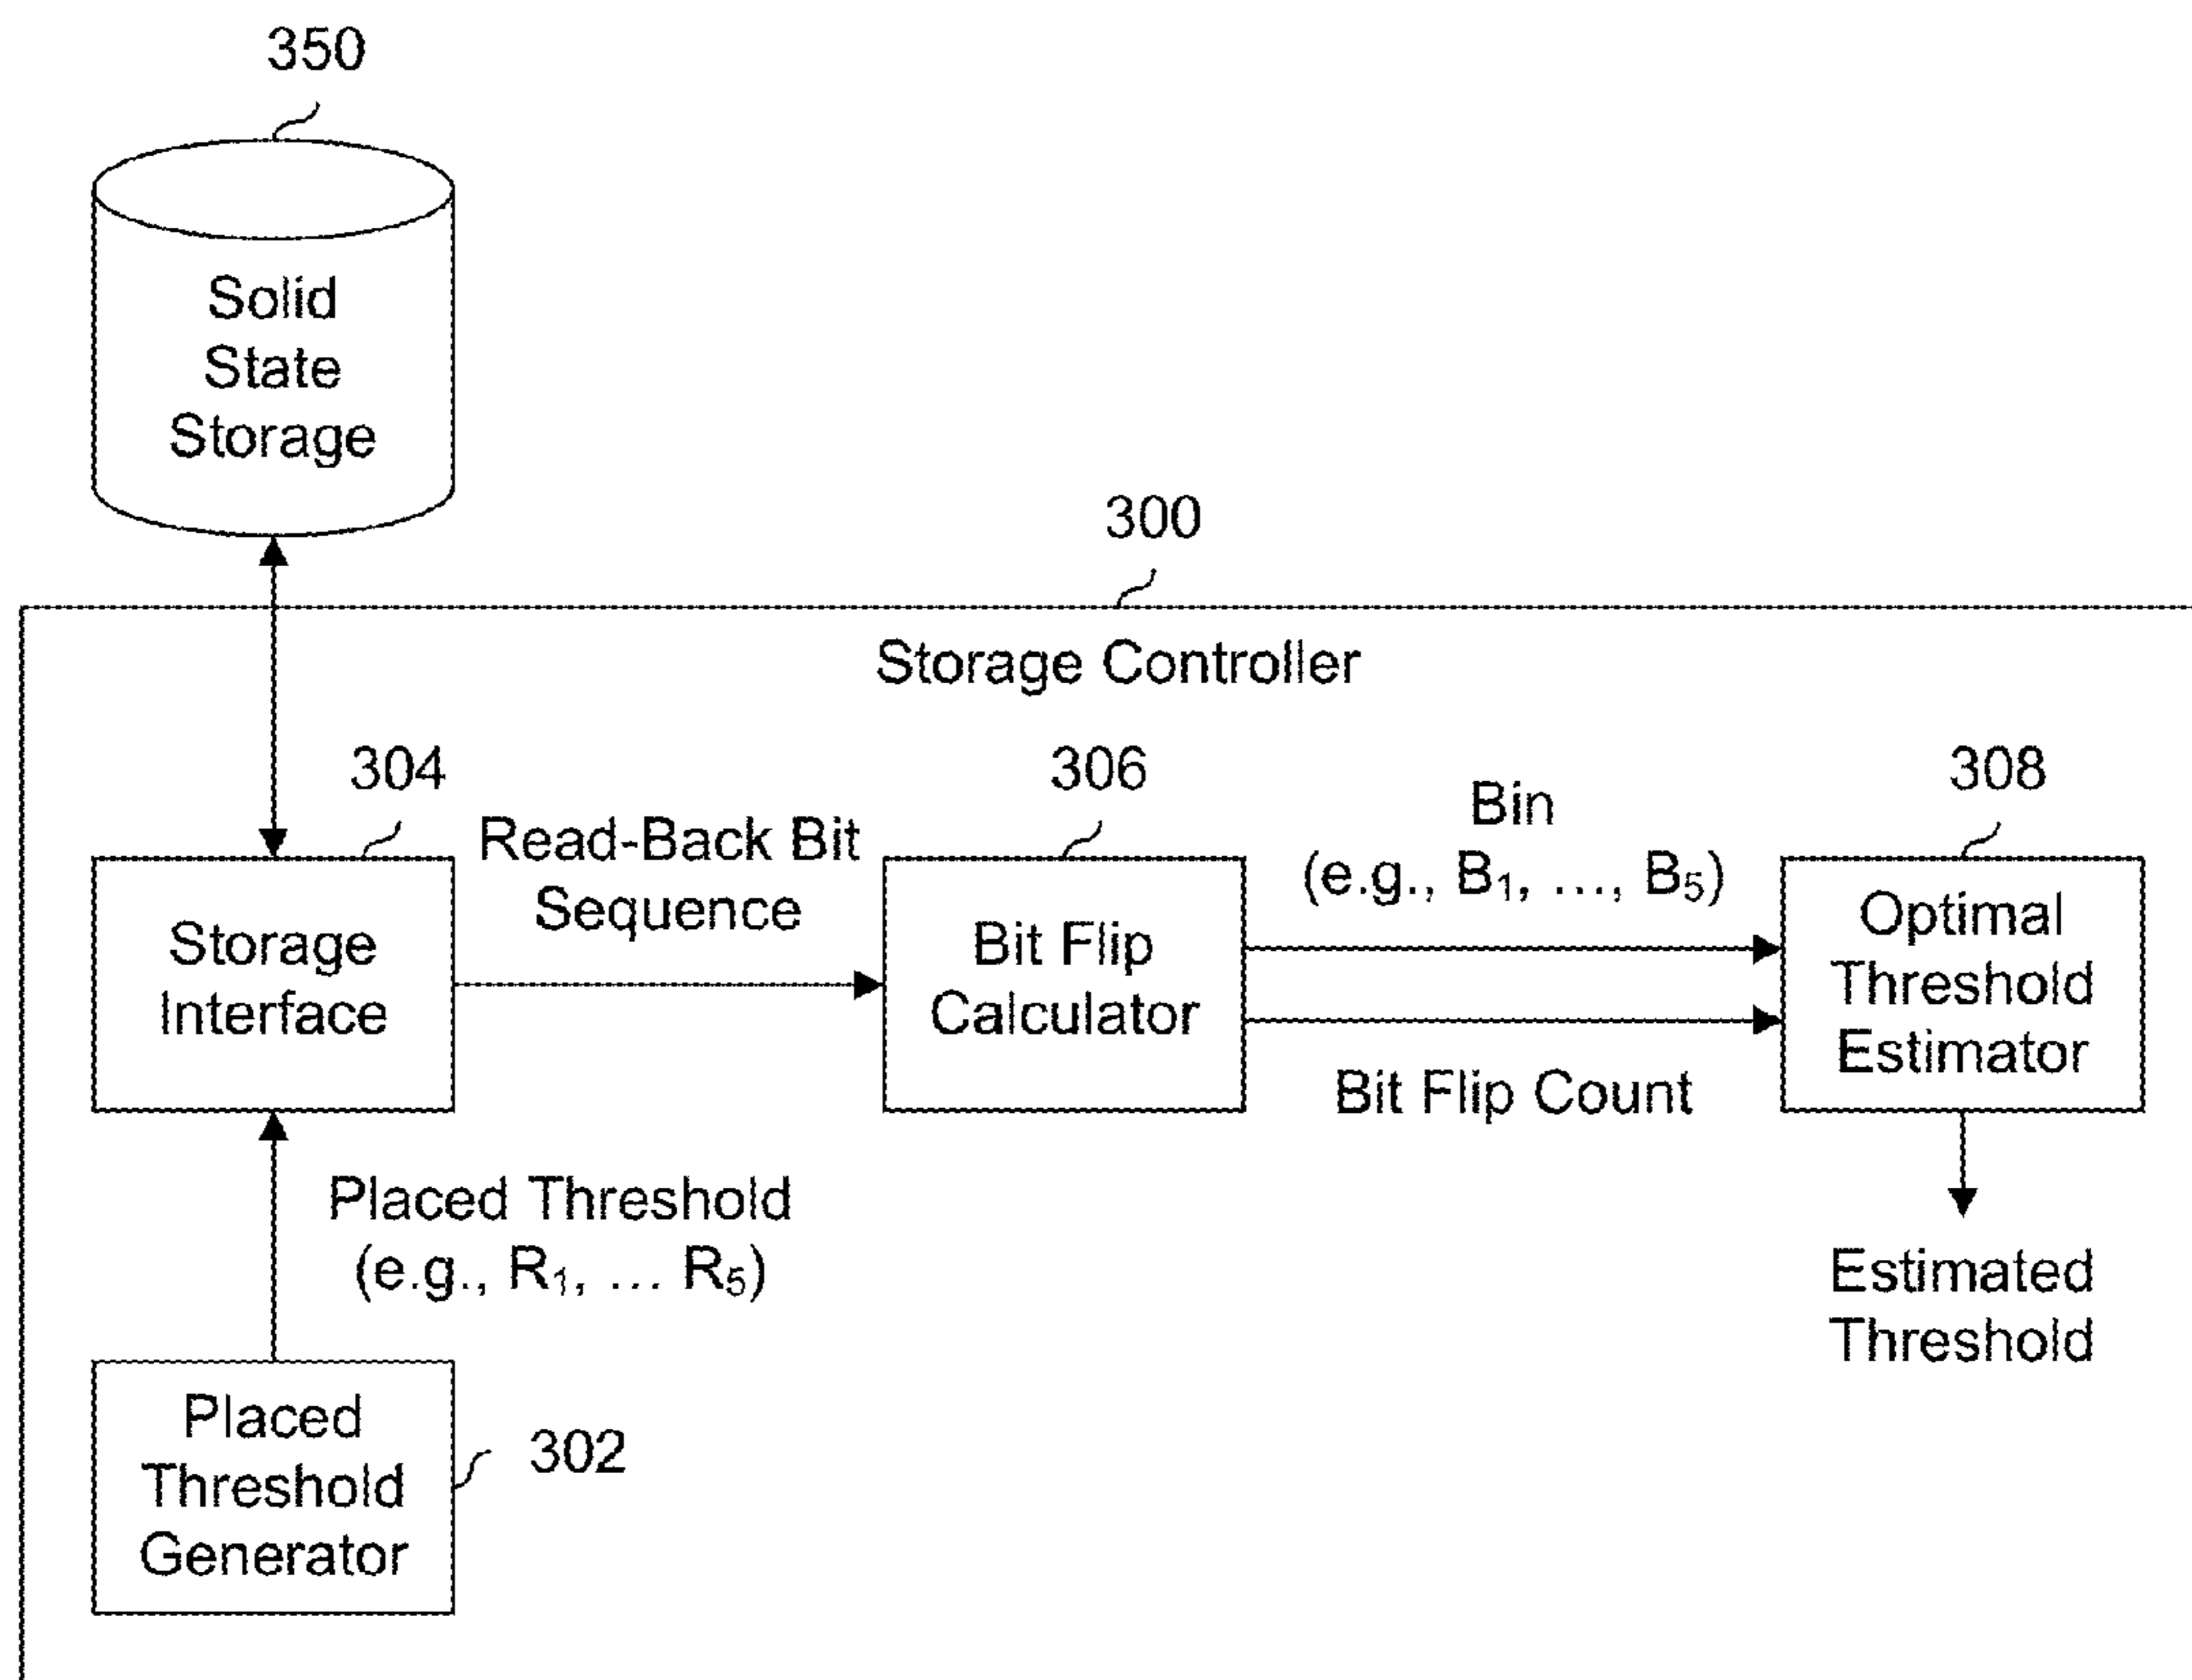 350
Solid
State
Storage
300
Storage Controller
304
306
308
Read-Back Bit
Sequence
Bin
(e.g., B₁, ..., B₅)
Storage
Interface
Bit Flip
Calculator
Optimal
Threshold
Estimator
Bit Flip Count
Placed Threshold
(e.g., R₁, ... R₅)
Estimated
Threshold
Placed
Threshold
Generator
302